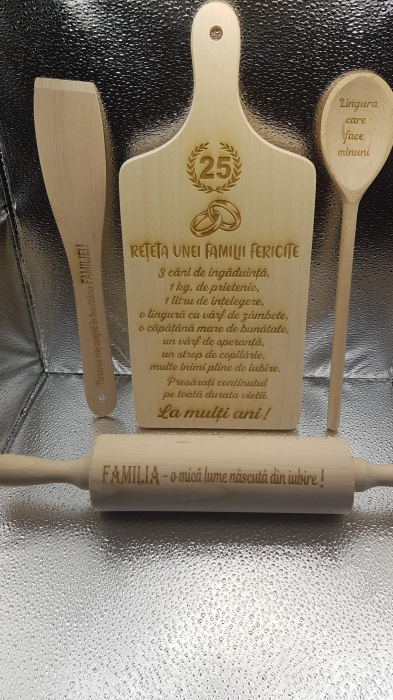 25
REȚETA UNEI FAMILII FERICITE
3 căni de îngăduință,
1 kg. de prietenie,
1 litru de înțelegere,
o lingură cu vârf de zâmbete,
o căpățână mare de bunătate,
un vârf de speranță,
un strop de copilărie,
multe inimi pline de iubire.
Presărați conținutul
pe toată durata vieții.
La mulți ani !
Lingura
care
face
minuni
în bucătăria FAMILIEI!
FAMILIA - o mică lume născută din iubire !